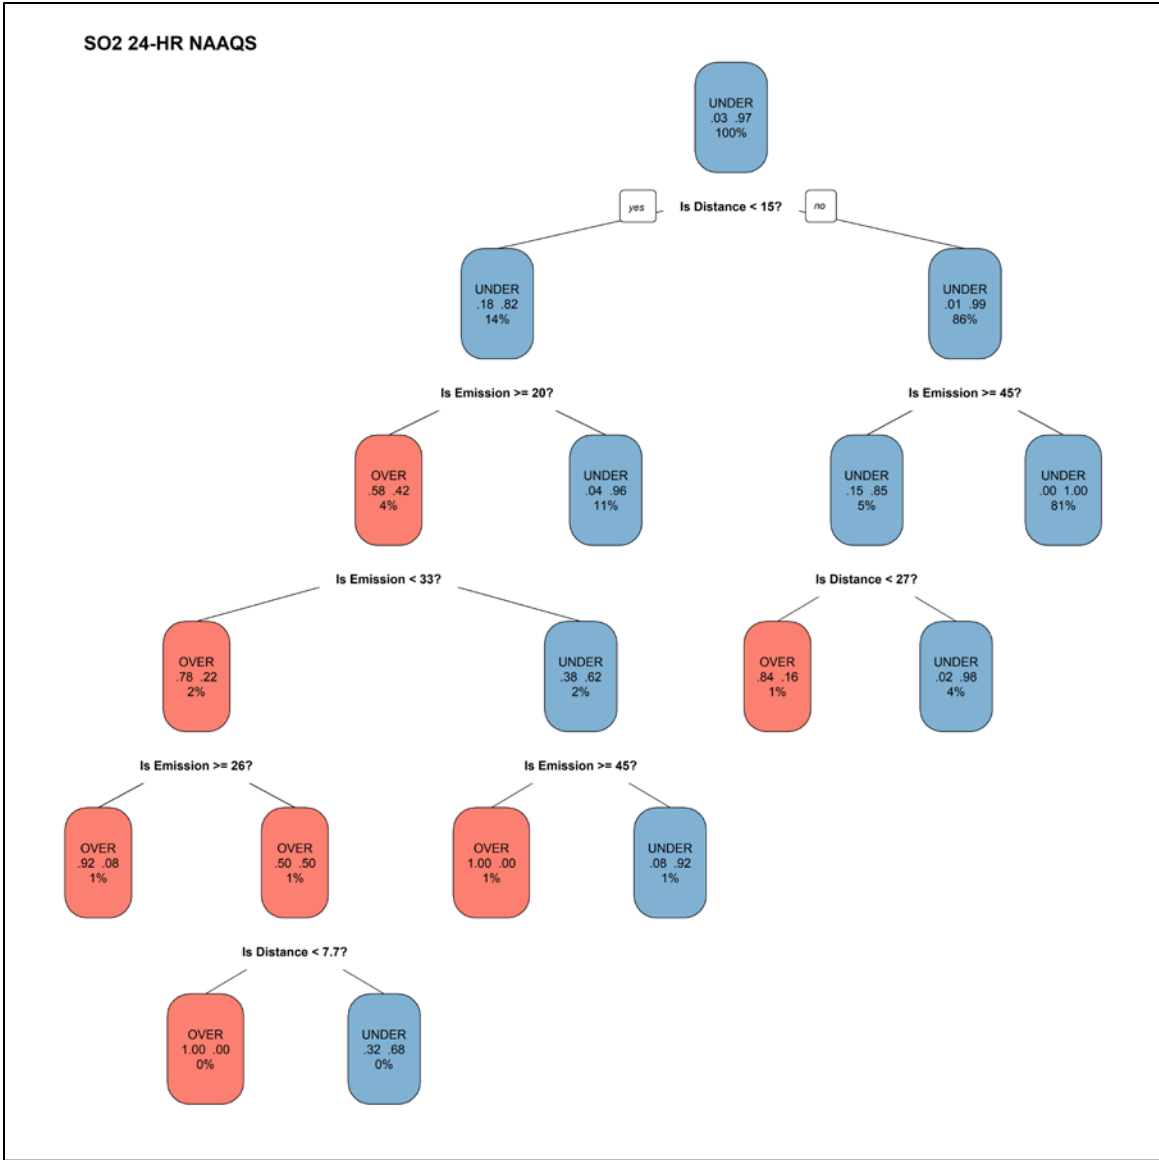 SO2 24-HR NAAQS
UNDER
.03 .97
100%
yes
Is Distance < 15?
no
UNDER
.18 .82
14%
UNDER
.01 .99
86%
Is Emission >= 20?
Is Emission >= 45?
OVER
.58 .42
4%
UNDER
.04 .96
11%
UNDER
.15 .85
5%
UNDER
.00 1.00
81%
Is Emission < 33?
Is Distance < 27?
OVER
.78 .22
2%
UNDER
.38 .62
2%
OVER
.84 .16
1%
UNDER
.02 .98
4%
Is Emission >= 26?
Is Emission >= 45?
OVER
.92 .08
1%
OVER
.50 .50
1%
OVER
1.00 .00
1%
UNDER
.08 .92
1%
Is Distance < 7.7?
OVER
1.00 .00
0%
UNDER
.32 .68
0%